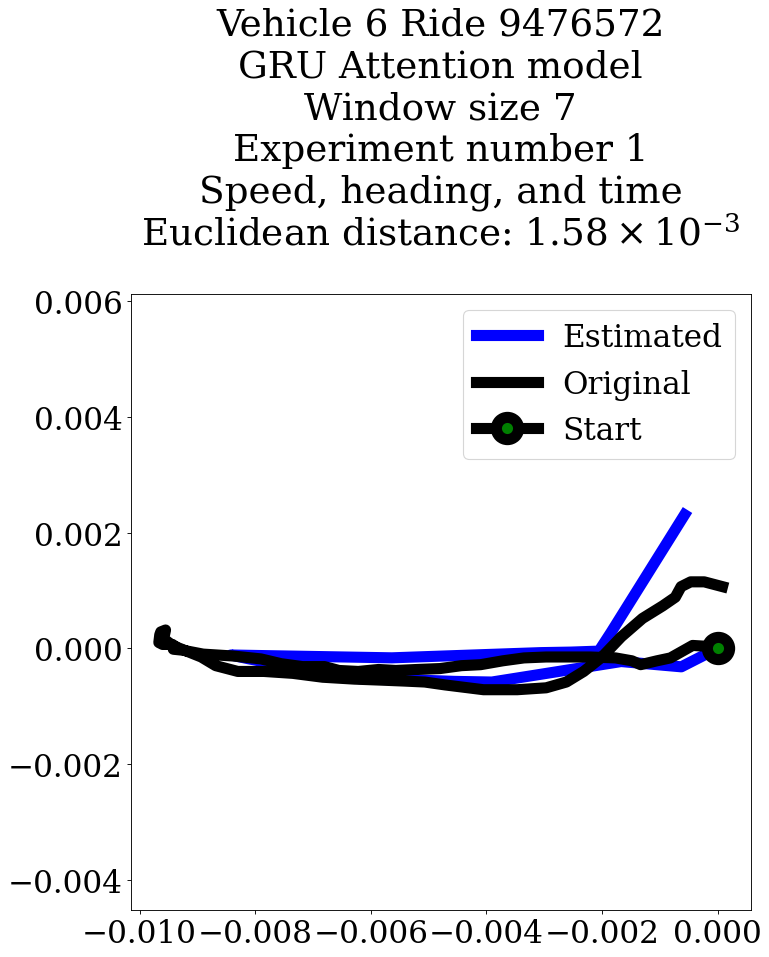 Vehicle 6 Ride 9476572
GRU Attention model
Window size 7
Experiment number 1
Speed, heading, and time
Euclidean distance: 1.58 × 10⁻³
0.006
Estimated
Original
Start
0.004
0.002
0.000
−0.002
−0.004
−0.010 −0.008 −0.006 −0.004 −0.002 0.000